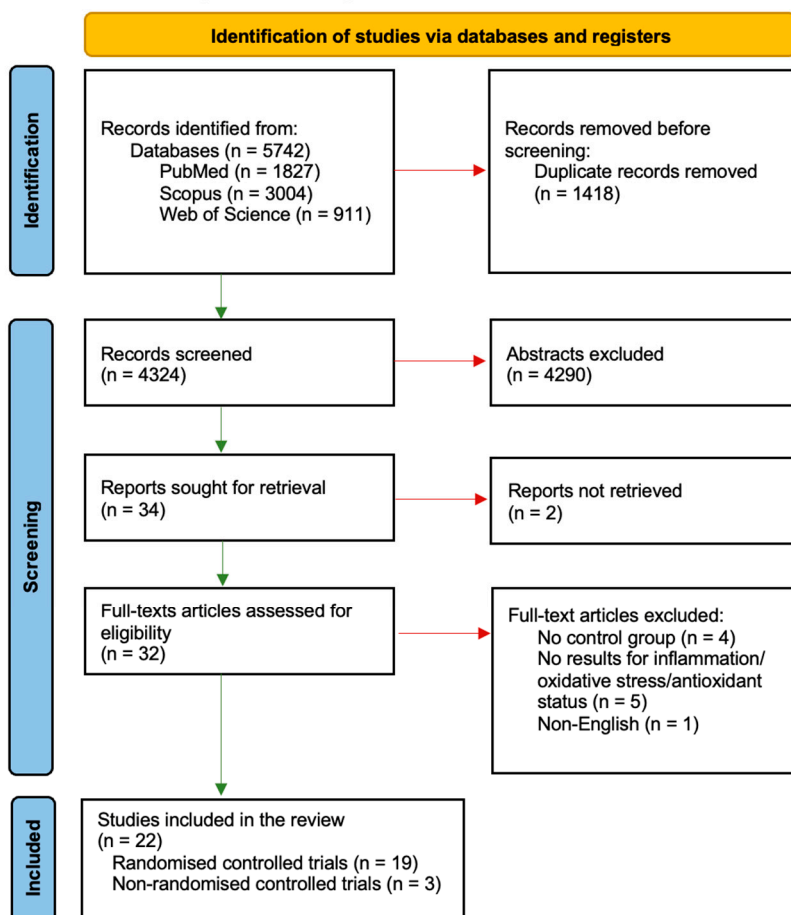 Identification of studies via databases and registers
Identification
Records identified from:
Databases (n = 5742)
PubMed (n = 1827)
Scopus (n = 3004)
Web of Science (n = 911)
Records removed before
screening:
Duplicate records removed
(n = 1418)
Screening
Records screened
(n = 4324)
Abstracts excluded
(n = 4290)
Reports sought for retrieval
(n = 34)
Reports not retrieved
(n = 2)
Full-texts articles assessed for
eligibility
(n = 32)
Full-text articles excluded:
No control group (n = 4)
No results for inflammation/
oxidative stress/antioxidant
status (n = 5)
Non-English (n = 1)
Included
Studies included in the review
(n = 22)
Randomised controlled trials (n = 19)
Non-randomised controlled trials (n = 3)